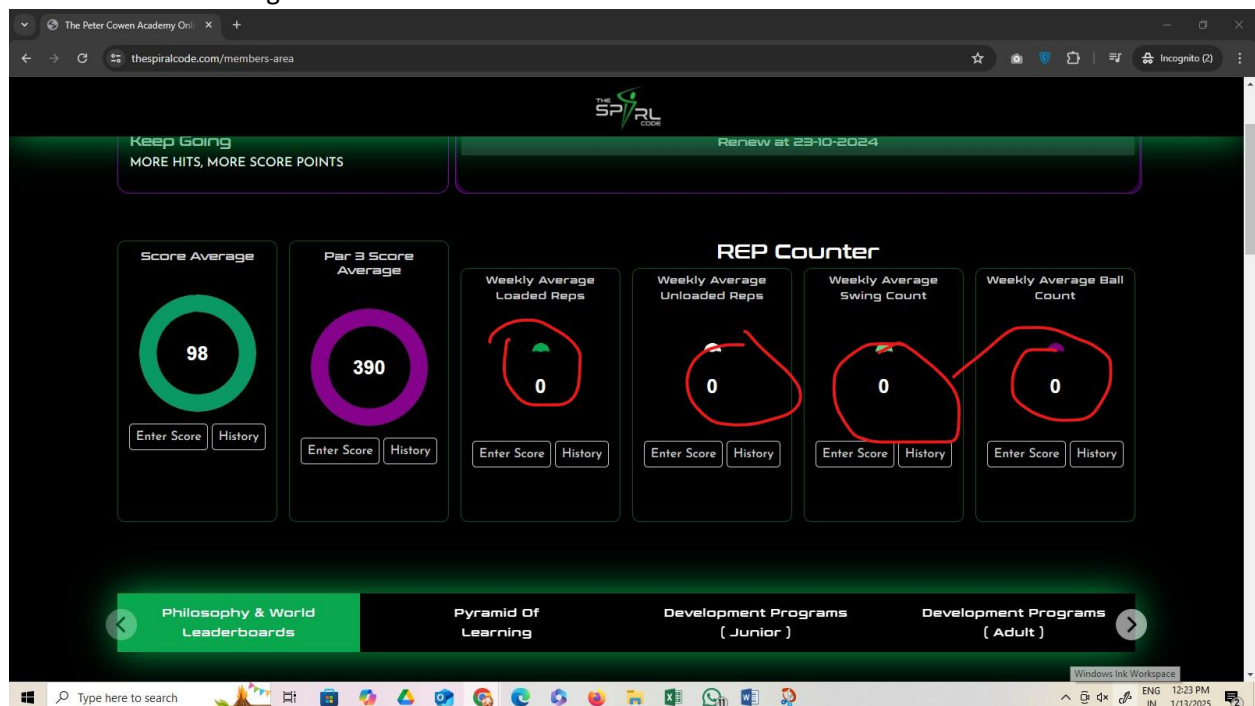 The Peter Cowen Academy Onli
thespiralcode.com/members-area
Incognito (2)
THE
SPIRL
CODE
Keep Going
MORE HITS, MORE SCORE POINTS
Renew at 23-10-2024
REP Counter
Score Average
98
Enter Score
History
Par 3 Score
Average
390
Enter Score
History
Weekly Average
Loaded Reps
0
Enter Score
History
Weekly Average
Unloaded Reps
0
Enter Score
History
Weekly Average
Swing Count
0
Enter Score
History
Weekly Average Ball
Count
0
Enter Score
History
Philosophy & World
Leaderboards
Pyramid Of
Learning
Development Programs
( Junior )
Development Programs
( Adult )
Windows Ink Workspace
Type here to search
ENG
IN
12:23 PM
1/13/2025